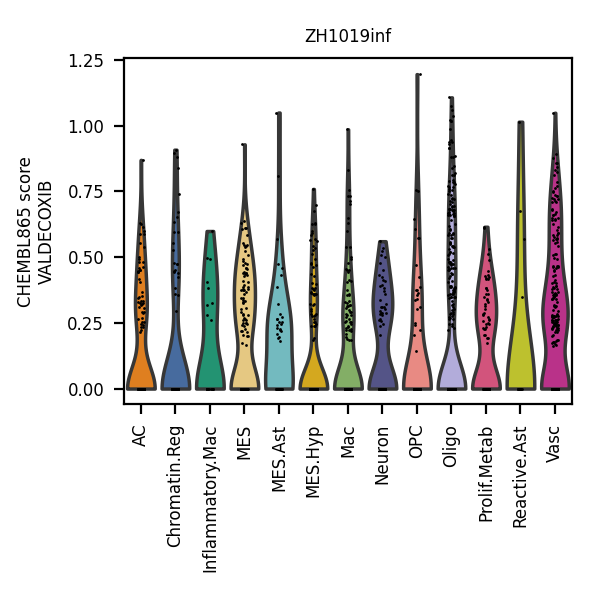 ZH1019inf
CHEMBL865 score
VALDECOXIB
1.25
1.00
0.75
0.50
0.25
0.00
AC
Chromatin.Reg
Inflammatory.Mac
MES
MES.Ast
MES.Hyp
Mac
Neuron
OPC
Oligo
Prolif.Metab
Reactive.Ast
Vasc